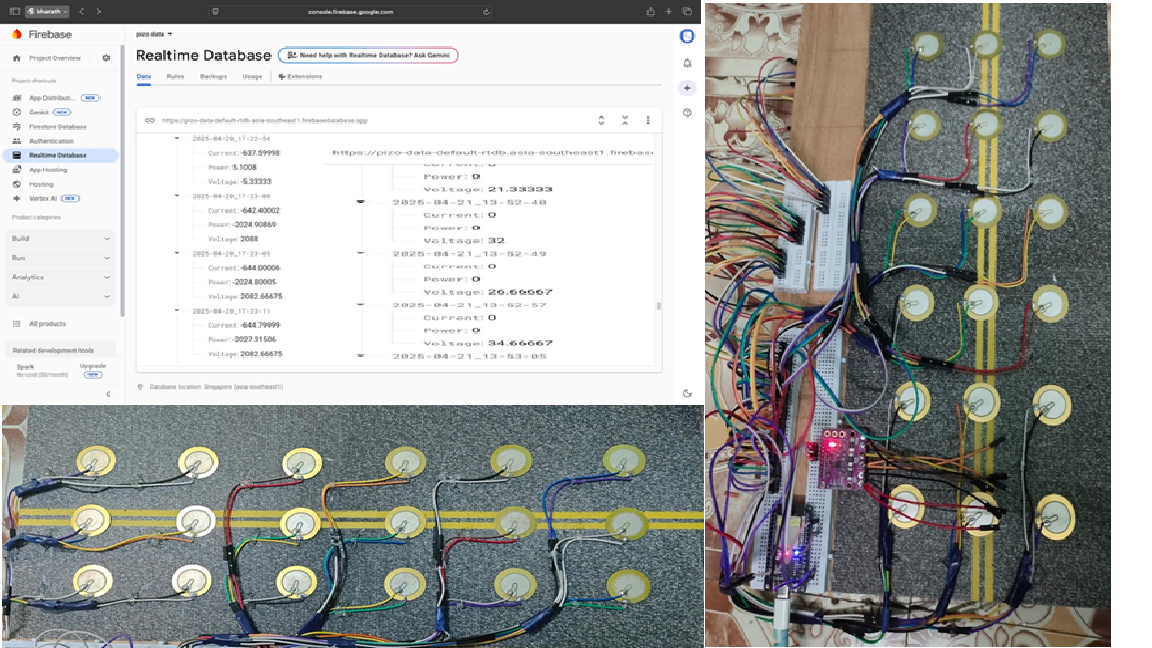 bharath
console.firebase.google.com
Firebase
Project Overview
Project shortcuts
App Distributi... NEW
Genkit NEW
Firestore Database
Authentication
Realtime Database
App Hosting
Hosting
Vertex AI NEW
Product categories
Build
Run
Analytics
AI
All products
Related development tools
Spark
No-cost ($0/month)
Upgrade
NEW
pizo data
Realtime Database
Need help with Realtime Database? Ask Gemini
Data Rules Backups Usage Extensions
https://pizo-data-default-rtdb.asia-southeast1.firebasedatabase.app
2025-04-20_17-22-54
Current: -637.59998
Power: 5.1008
Voltage: -5.33333
2025-04-20_17-23-00
Current: -642.40002
Power: -2024.90869
Voltage: 2088
2025-04-20_17-23-05
Current: -644.00006
Power: -2024.80005
Voltage: 2082.66675
2025-04-20_17-23-11
Current: -644.79999
Power: -2027.31506
Voltage: 2082.66675
https://pizo-data-default-rtdb.asia-southeast1.firebase
Current: 0
Power: 0
Voltage: 21.33333
2025-04-21_13-52-40
Current: 0
Power: 0
Voltage: 32
2025-04-21_13-52-49
Current: 0
Power: 0
Voltage: 26.66667
2025-04-21_13-52-57
Current: 0
Power: 0
Voltage: 34.66667
2025-04-21_13-53-05
Database location: Singapore (asia-southeast1)